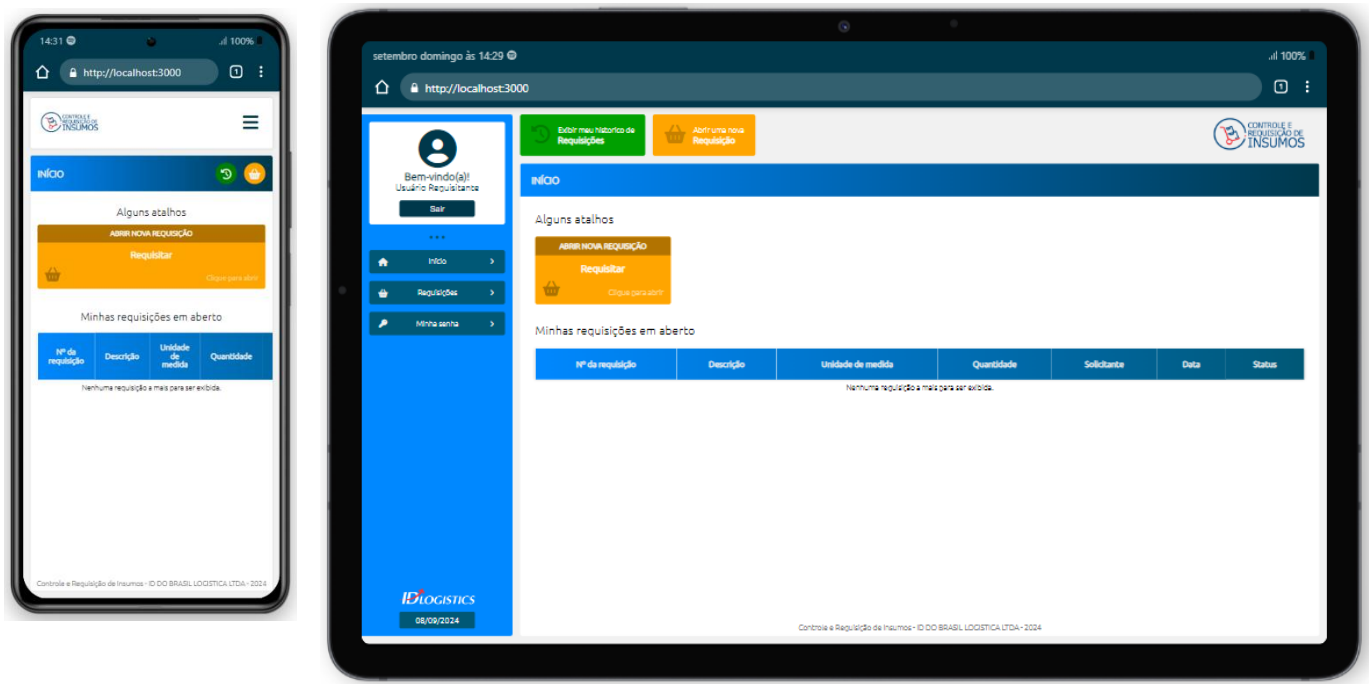 14:31
100%
http://localhost:3000
1
CONTROLE E
REQUISIÇÃO DE
INSUMOS
INÍCIO
Alguns atalhos
ABRIR NOVA REQUISIÇÃO
Requisitar
Clique para abrir
Minhas requisições em aberto
Nº da requisição
Descrição
Unidade de medida
Quantidade
Nenhuma requisição a mais para ser exibida.
Controle e Requisição de Insumos - ID DO BRASIL LOGISTICA LTDA - 2024
setembro domingo às 14:29
100%
http://localhost:3000
1
Bem-vindo(a)!
Usuário Requisitante
Sair
Início
Requisições
Minha senha
ID LOGISTICS
08/09/2024
Exibir meu historico de
Requisições
Abrir uma nova
Requisição
CONTROLE E
REQUISIÇÃO DE
INSUMOS
INÍCIO
Alguns atalhos
ABRIR NOVA REQUISIÇÃO
Requisitar
Clique para abrir
Minhas requisições em aberto
Nº da requisição Descrição Unidade de medida Quantidade Solicitante Data Status
Nenhuma requisição a mais para ser exibida.
Controle e Requisição de Insumos - ID DO BRASIL LOGISTICA LTDA - 2024